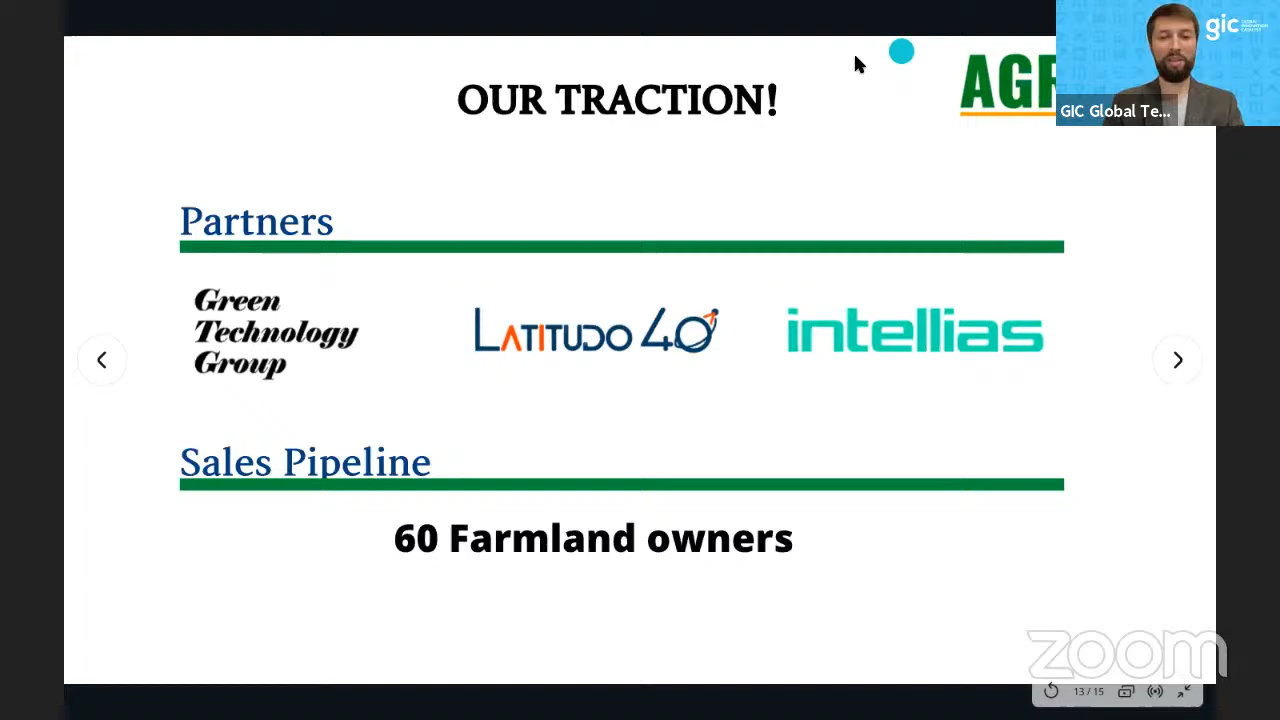 OUR TRACTION!
AGR
gic
GIC Global Te...
Partners
Green
Technology
Group
LATITUDO 40
intellias
Sales Pipeline
60 Farmland owners
zoom
13 / 15